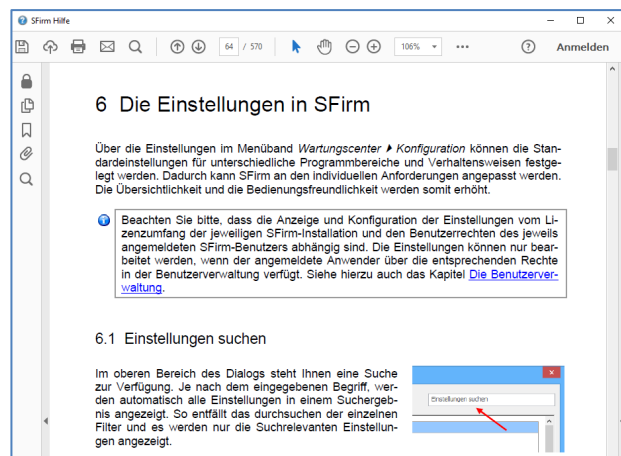 SFirm Hilfe
64 / 570
106%
Anmelden
6 Die Einstellungen in SFirm
Über die Einstellungen im Menüband Wartungscenter ▶ Konfiguration können die Stan-
dardeinstellungen für unterschiedliche Programmbereiche und Verhaltensweisen festge-
legt werden. Dadurch kann SFirm an den individuellen Anforderungen angepasst werden.
Die Übersichtlichkeit und die Bedienungsfreundlichkeit werden somit erhöht.
Beachten Sie bitte, dass die Anzeige und Konfiguration der Einstellungen vom Li-
zenzumfang der jeweiligen SFirm-Installation und den Benutzerrechten des jeweils
angemeldeten SFirm-Benutzers abhängig sind. Die Einstellungen können nur bear-
beitet werden, wenn der angemeldete Anwender über die entsprechenden Rechte
in der Benutzerverwaltung verfügt. Siehe hierzu auch das Kapitel Die Benutzerver-
waltung.
6.1 Einstellungen suchen
Im oberen Bereich des Dialogs steht Ihnen eine Suche
zur Verfügung. Je nach dem eingegebenen Begriff, wer-
den automatisch alle Einstellungen in einem Suchergeb-
nis angezeigt. So entfällt das durchsuchen der einzelnen
Filter und es werden nur die Suchrelevanten Einstellun-
gen angezeigt.
Einstellungen suchen